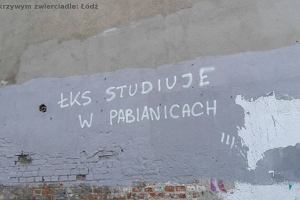 krzywym zwierciadle: Łódź
ŁKS STUDIUJE
W PABIANICACH
!!!